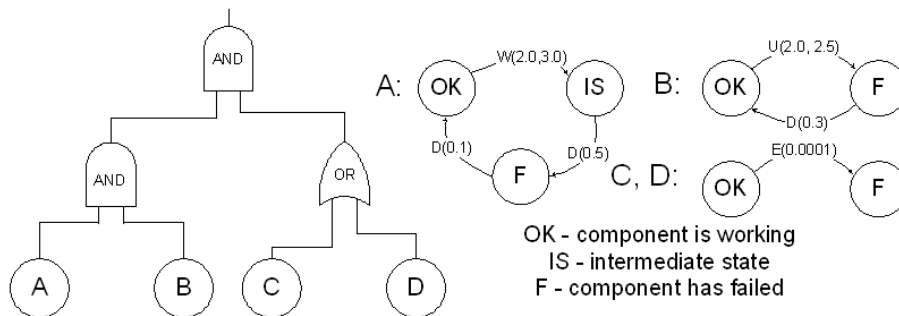 AND
AND
OR
A
B
C
D
A:
OK
W(2.0,3.0)
IS
D(0.1)
D(0.5)
F
B:
OK
U(2.0, 2.5)
F
D(0.3)
C, D:
OK
E(0.0001)
F
OK - component is working
IS - intermediate state
F - component has failed